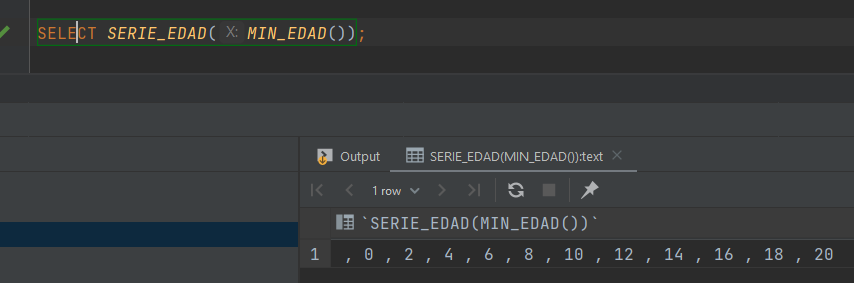 SELECT SERIE_EDAD( X: MIN_EDAD());
Output
SERIE_EDAD(MIN_EDAD()):text
1 row
`SERIE_EDAD(MIN_EDAD())`
1 , 0 , 2 , 4 , 6 , 8 , 10 , 12 , 14 , 16 , 18 , 20